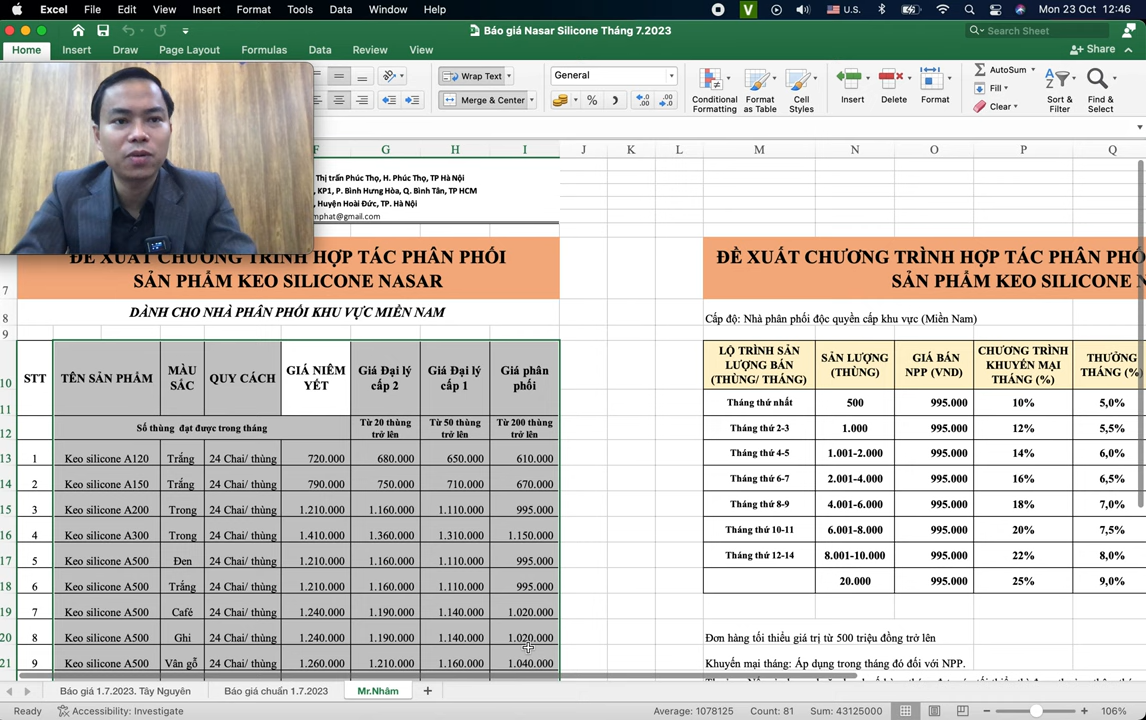 Excel File Edit View Insert Format Tools Data Window Help
V U.S. Mon 23 Oct 12:46
Báo giá Nasar Silicone Tháng 7.2023
Search Sheet
Home Insert Draw Page Layout Formulas Data Review View
Share
Wrap Text
General
AutoSum
Fill
Clear
Merge & Center
Conditional Formatting
Format as Table
Cell Styles
Insert Delete Format
Sort & Filter
Find & Select
F G H I J K L M N O P Q
Thị trấn Phúc Thọ, H. Phúc Thọ, TP Hà Nội
, KP1, P. Bình Hưng Hòa, Q. Bình Tân, TP HCM
, Huyện Hoài Đức, TP. Hà Nội
mphat@gmail.com
ĐỀ XUẤT CHƯƠNG TRÌNH HỢP TÁC PHÂN PHỐI
SẢN PHẨM KEO SILICONE NASAR
DÀNH CHO NHÀ PHÂN PHỐI KHU VỰC MIỀN NAM
7
8
9
10
11
12
STT TÊN SẢN PHẨM MÀU SẮC QUY CÁCH GIÁ NIÊM YẾT Giá Đại lý cấp 2 Giá Đại lý cấp 1 Giá phân phối
Số thùng đạt được trong tháng Từ 20 thùng trở lên Từ 50 thùng trở lên Từ 200 thùng trở lên
13 1 Keo silicone A120 Trắng 24 Chai/ thùng 720.000 680.000 650.000 610.000
14 2 Keo silicone A150 Trắng 24 Chai/ thùng 790.000 750.000 710.000 670.000
15 3 Keo silicone A200 Trong 24 Chai/ thùng 1.210.000 1.160.000 1.110.000 995.000
16 4 Keo silicone A300 Trong 24 Chai/ thùng 1.410.000 1.360.000 1.310.000 1.150.000
17 5 Keo silicone A500 Đen 24 Chai/ thùng 1.210.000 1.160.000 1.110.000 995.000
18 6 Keo silicone A500 Trắng 24 Chai/ thùng 1.210.000 1.160.000 1.110.000 995.000
19 7 Keo silicone A500 Café 24 Chai/ thùng 1.240.000 1.190.000 1.140.000 1.020.000
20 8 Keo silicone A500 Ghi 24 Chai/ thùng 1.240.000 1.190.000 1.140.000 1.020.000
21 9 Keo silicone A500 Vân gỗ 24 Chai/ thùng 1.260.000 1.210.000 1.160.000 1.040.000
ĐỀ XUẤT CHƯƠNG TRÌNH HỢP TÁC PHÂN PHỐ
SẢN PHẨM KEO SILICONE N
Cấp độ: Nhà phân phối độc quyền cấp khu vực (Miền Nam)
LỘ TRÌNH SẢN LƯỢNG BÁN (THÙNG/ THÁNG) SẢN LƯỢNG (THÙNG) GIÁ BÁN NPP (VNĐ) CHƯƠNG TRÌNH KHUYẾN MẠI THÁNG (%) THƯỞNG THÁNG (%)
Tháng thứ nhất 500 995.000 10% 5,0%
Tháng thứ 2-3 1.000 995.000 12% 5,5%
Tháng thứ 4-5 1.001-2.000 995.000 14% 6,0%
Tháng thứ 6-7 2.001-4.000 995.000 16% 6,5%
Tháng thứ 8-9 4.001-6.000 995.000 18% 7,0%
Tháng thứ 10-11 6.001-8.000 995.000 20% 7,5%
Tháng thứ 12-14 8.001-10.000 995.000 22% 8,0%
20.000 995.000 25% 9,0%
Đơn hàng tối thiểu giá trị từ 500 triệu đồng trở lên
Khuyến mại tháng: Áp dụng trong tháng đó đối với NPP.
Báo giá 1.7.2023. Tây Nguyên Báo giá chuẩn 1.7.2023 Mr.Nhâm
Ready Accessibility: Investigate Average: 1078125 Count: 81 Sum: 43125000 106%